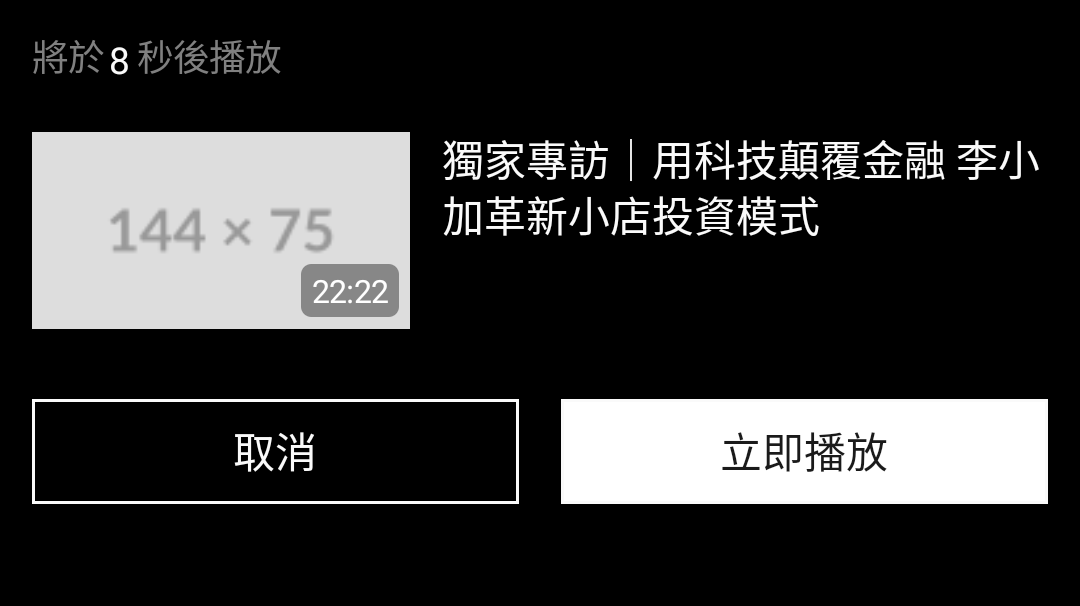 將於 8 秒後播放
144 × 75
22:22
獨家專訪｜用科技顛覆金融 李小
加革新小店投資模式
取消
立即播放